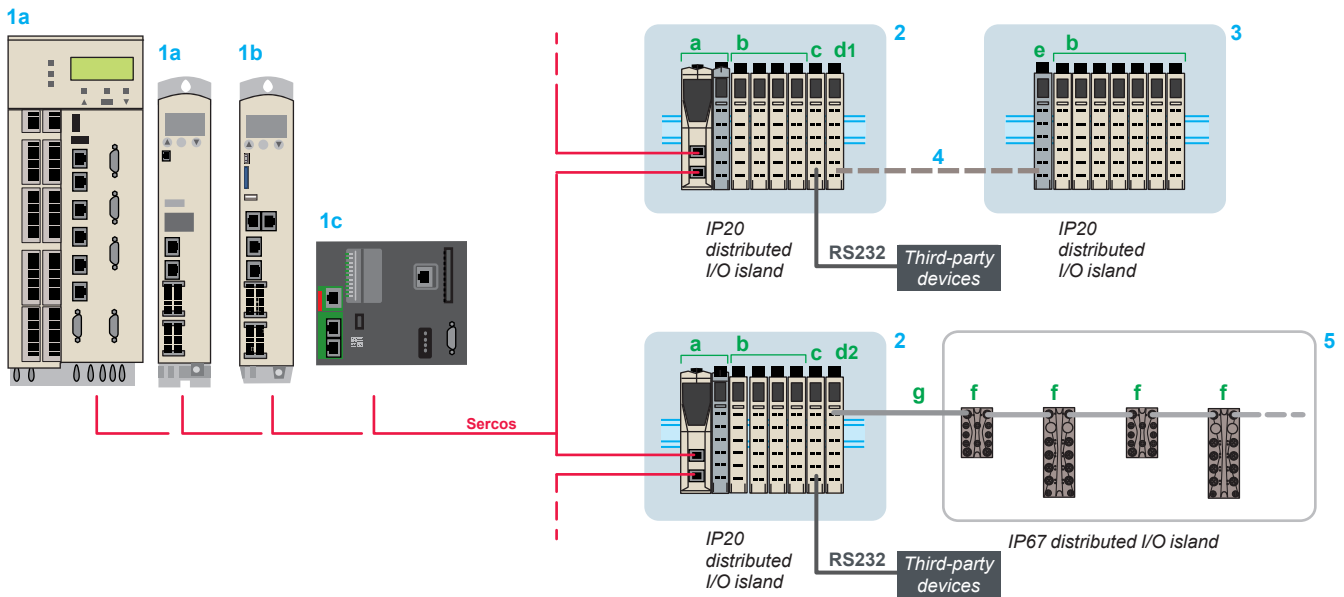 1a
1a
1b
1c
Sercos
2
a
b
c
d1
IP20
distributed
I/O island
RS232
Third-party
devices
4
3
e
b
IP20
distributed
I/O island
2
a
b
c
d2
IP20
distributed
I/O island
RS232
Third-party
devices
g
5
f
f
f
f
IP67 distributed I/O island